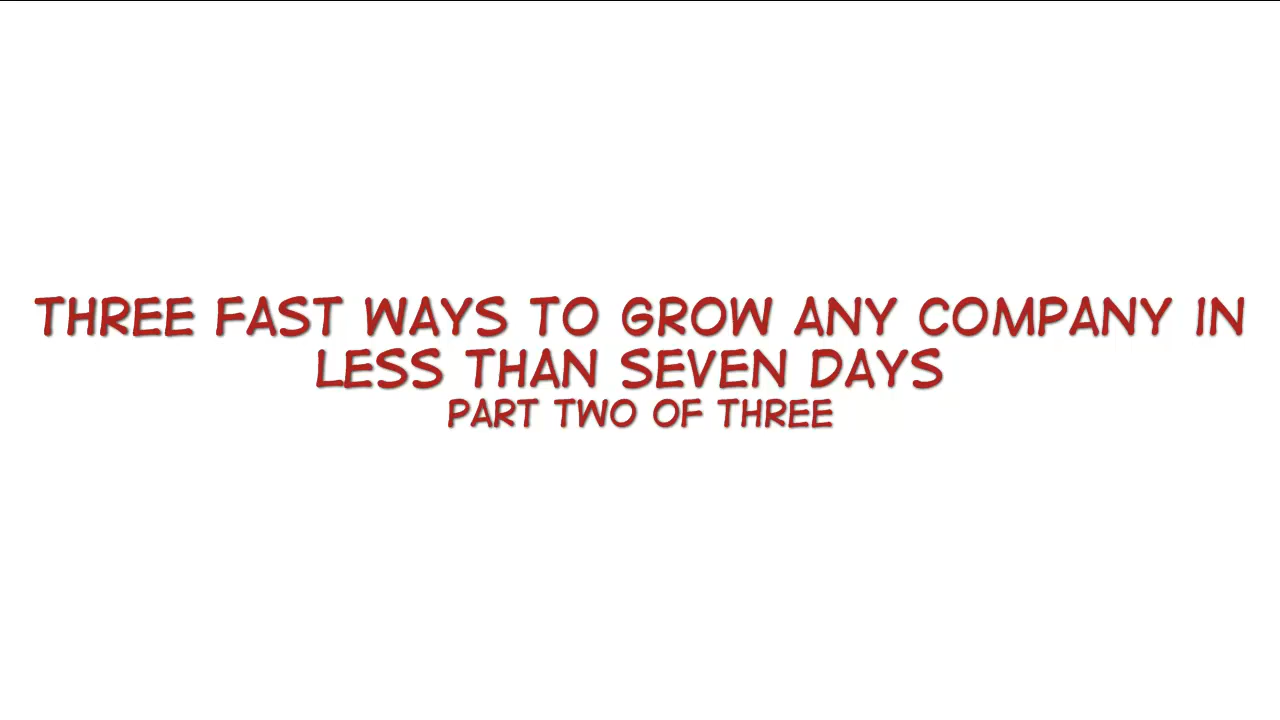 THREE FAST WAYS TO GROW ANY COMPANY IN
LESS THAN SEVEN DAYS
PART TWO OF THREE